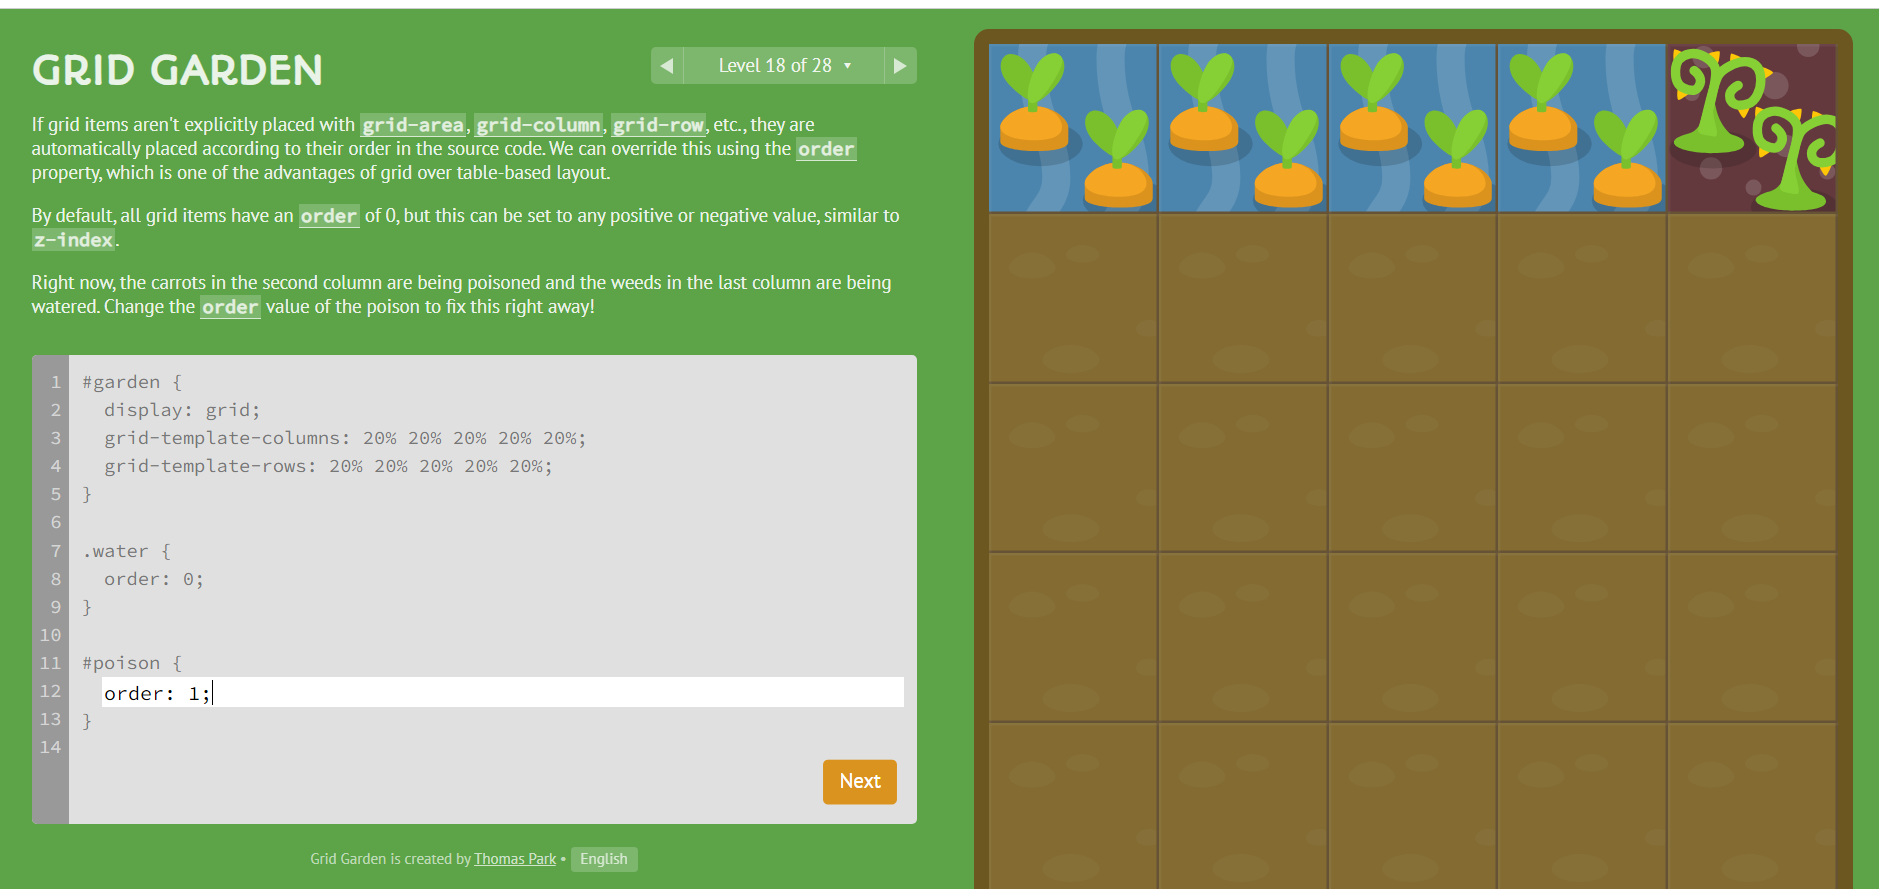 GRID GARDEN
Level 18 of 28
If grid items aren't explicitly placed with grid-area, grid-column, grid-row, etc., they are
automatically placed according to their order in the source code. We can override this using the order
property, which is one of the advantages of grid over table-based layout.
By default, all grid items have an order of 0, but this can be set to any positive or negative value, similar to
z-index.
Right now, the carrots in the second column are being poisoned and the weeds in the last column are being
watered. Change the order value of the poison to fix this right away!
1 #garden {
2   display: grid;
3   grid-template-columns: 20% 20% 20% 20% 20%;
4   grid-template-rows: 20% 20% 20% 20% 20%;
5 }
6
7 .water {
8   order: 0;
9 }
10
11 #poison {
12   order: 1;
13 }
14
Next
Grid Garden is created by Thomas Park • English